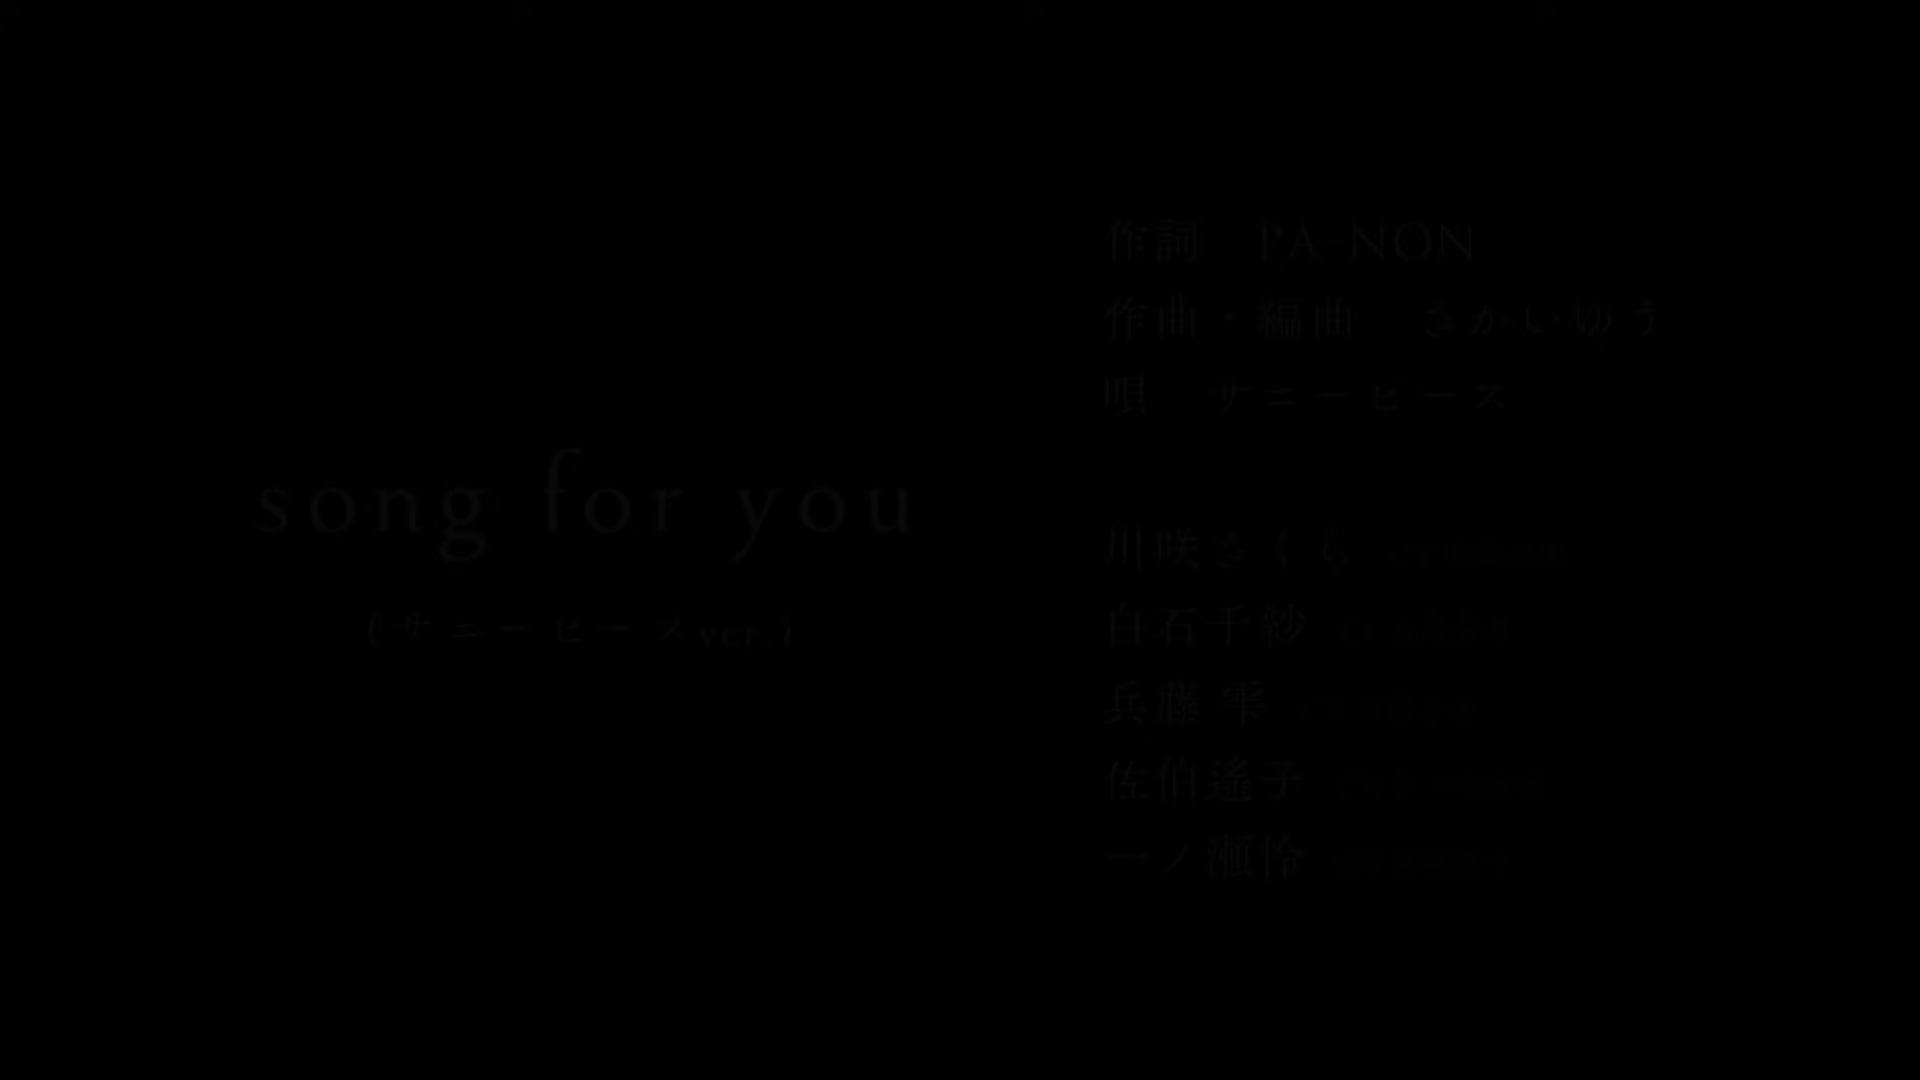 song for you
(サニーピースver.)
作詞　PA-NON
作曲・編曲　さかいゆう
唄　サニーピース
川咲さくら
白石千紗
兵藤 雫
佐伯遙子
一ノ瀬怜